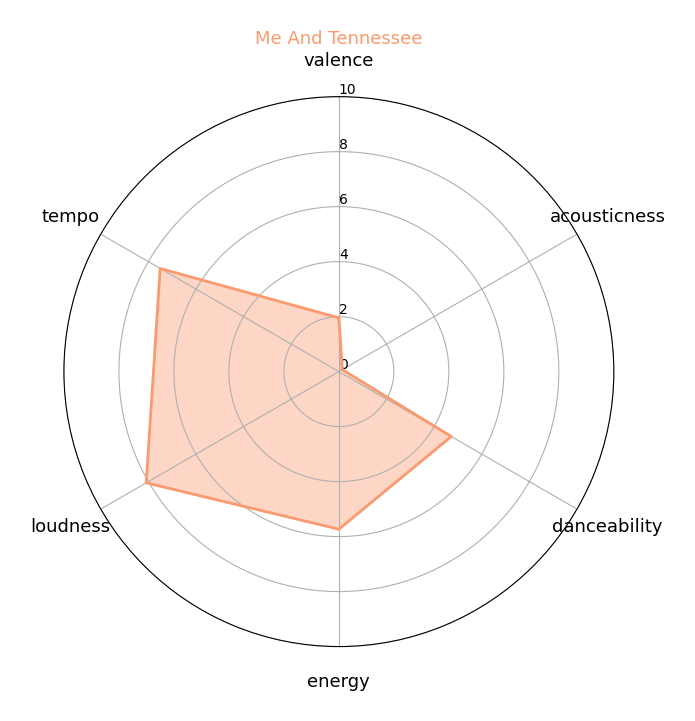 Me And Tennessee
valence
10
8
6
4
2
0
tempo
acousticness
loudness
danceability
energy